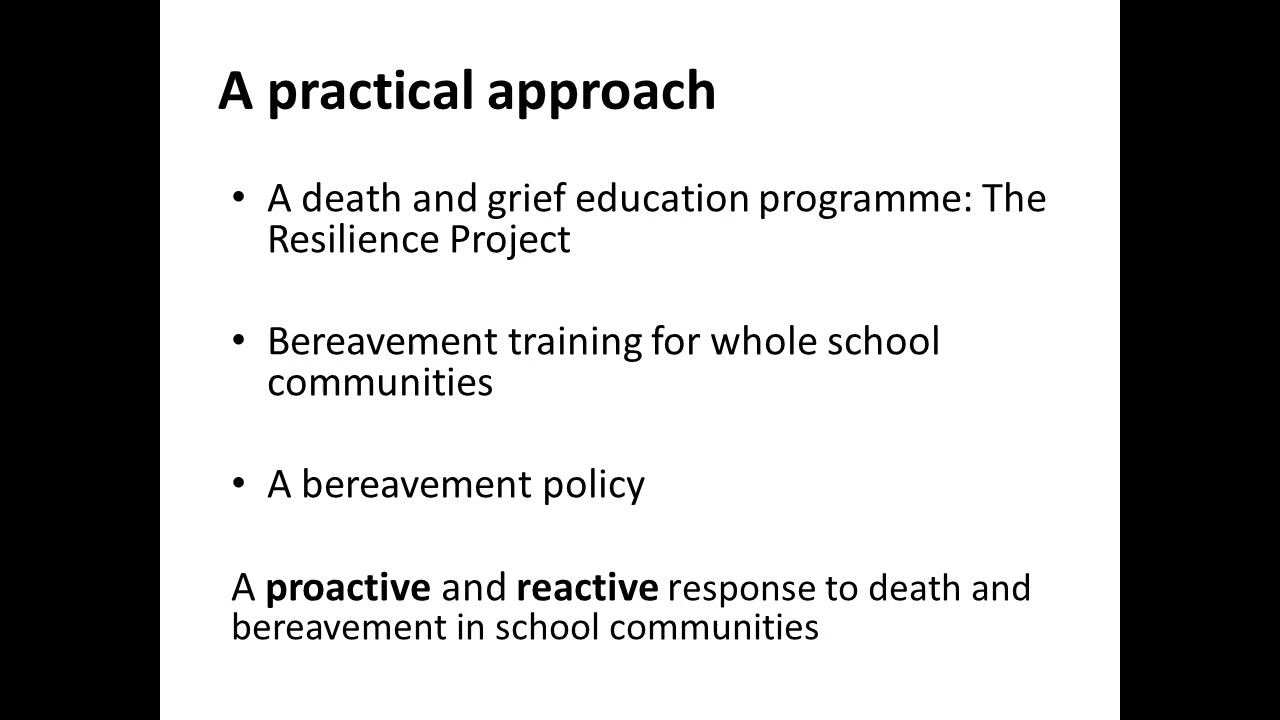 A practical approach
• A death and grief education programme: The
Resilience Project
• Bereavement training for whole school
communities
• A bereavement policy
A proactive and reactive response to death and
bereavement in school communities